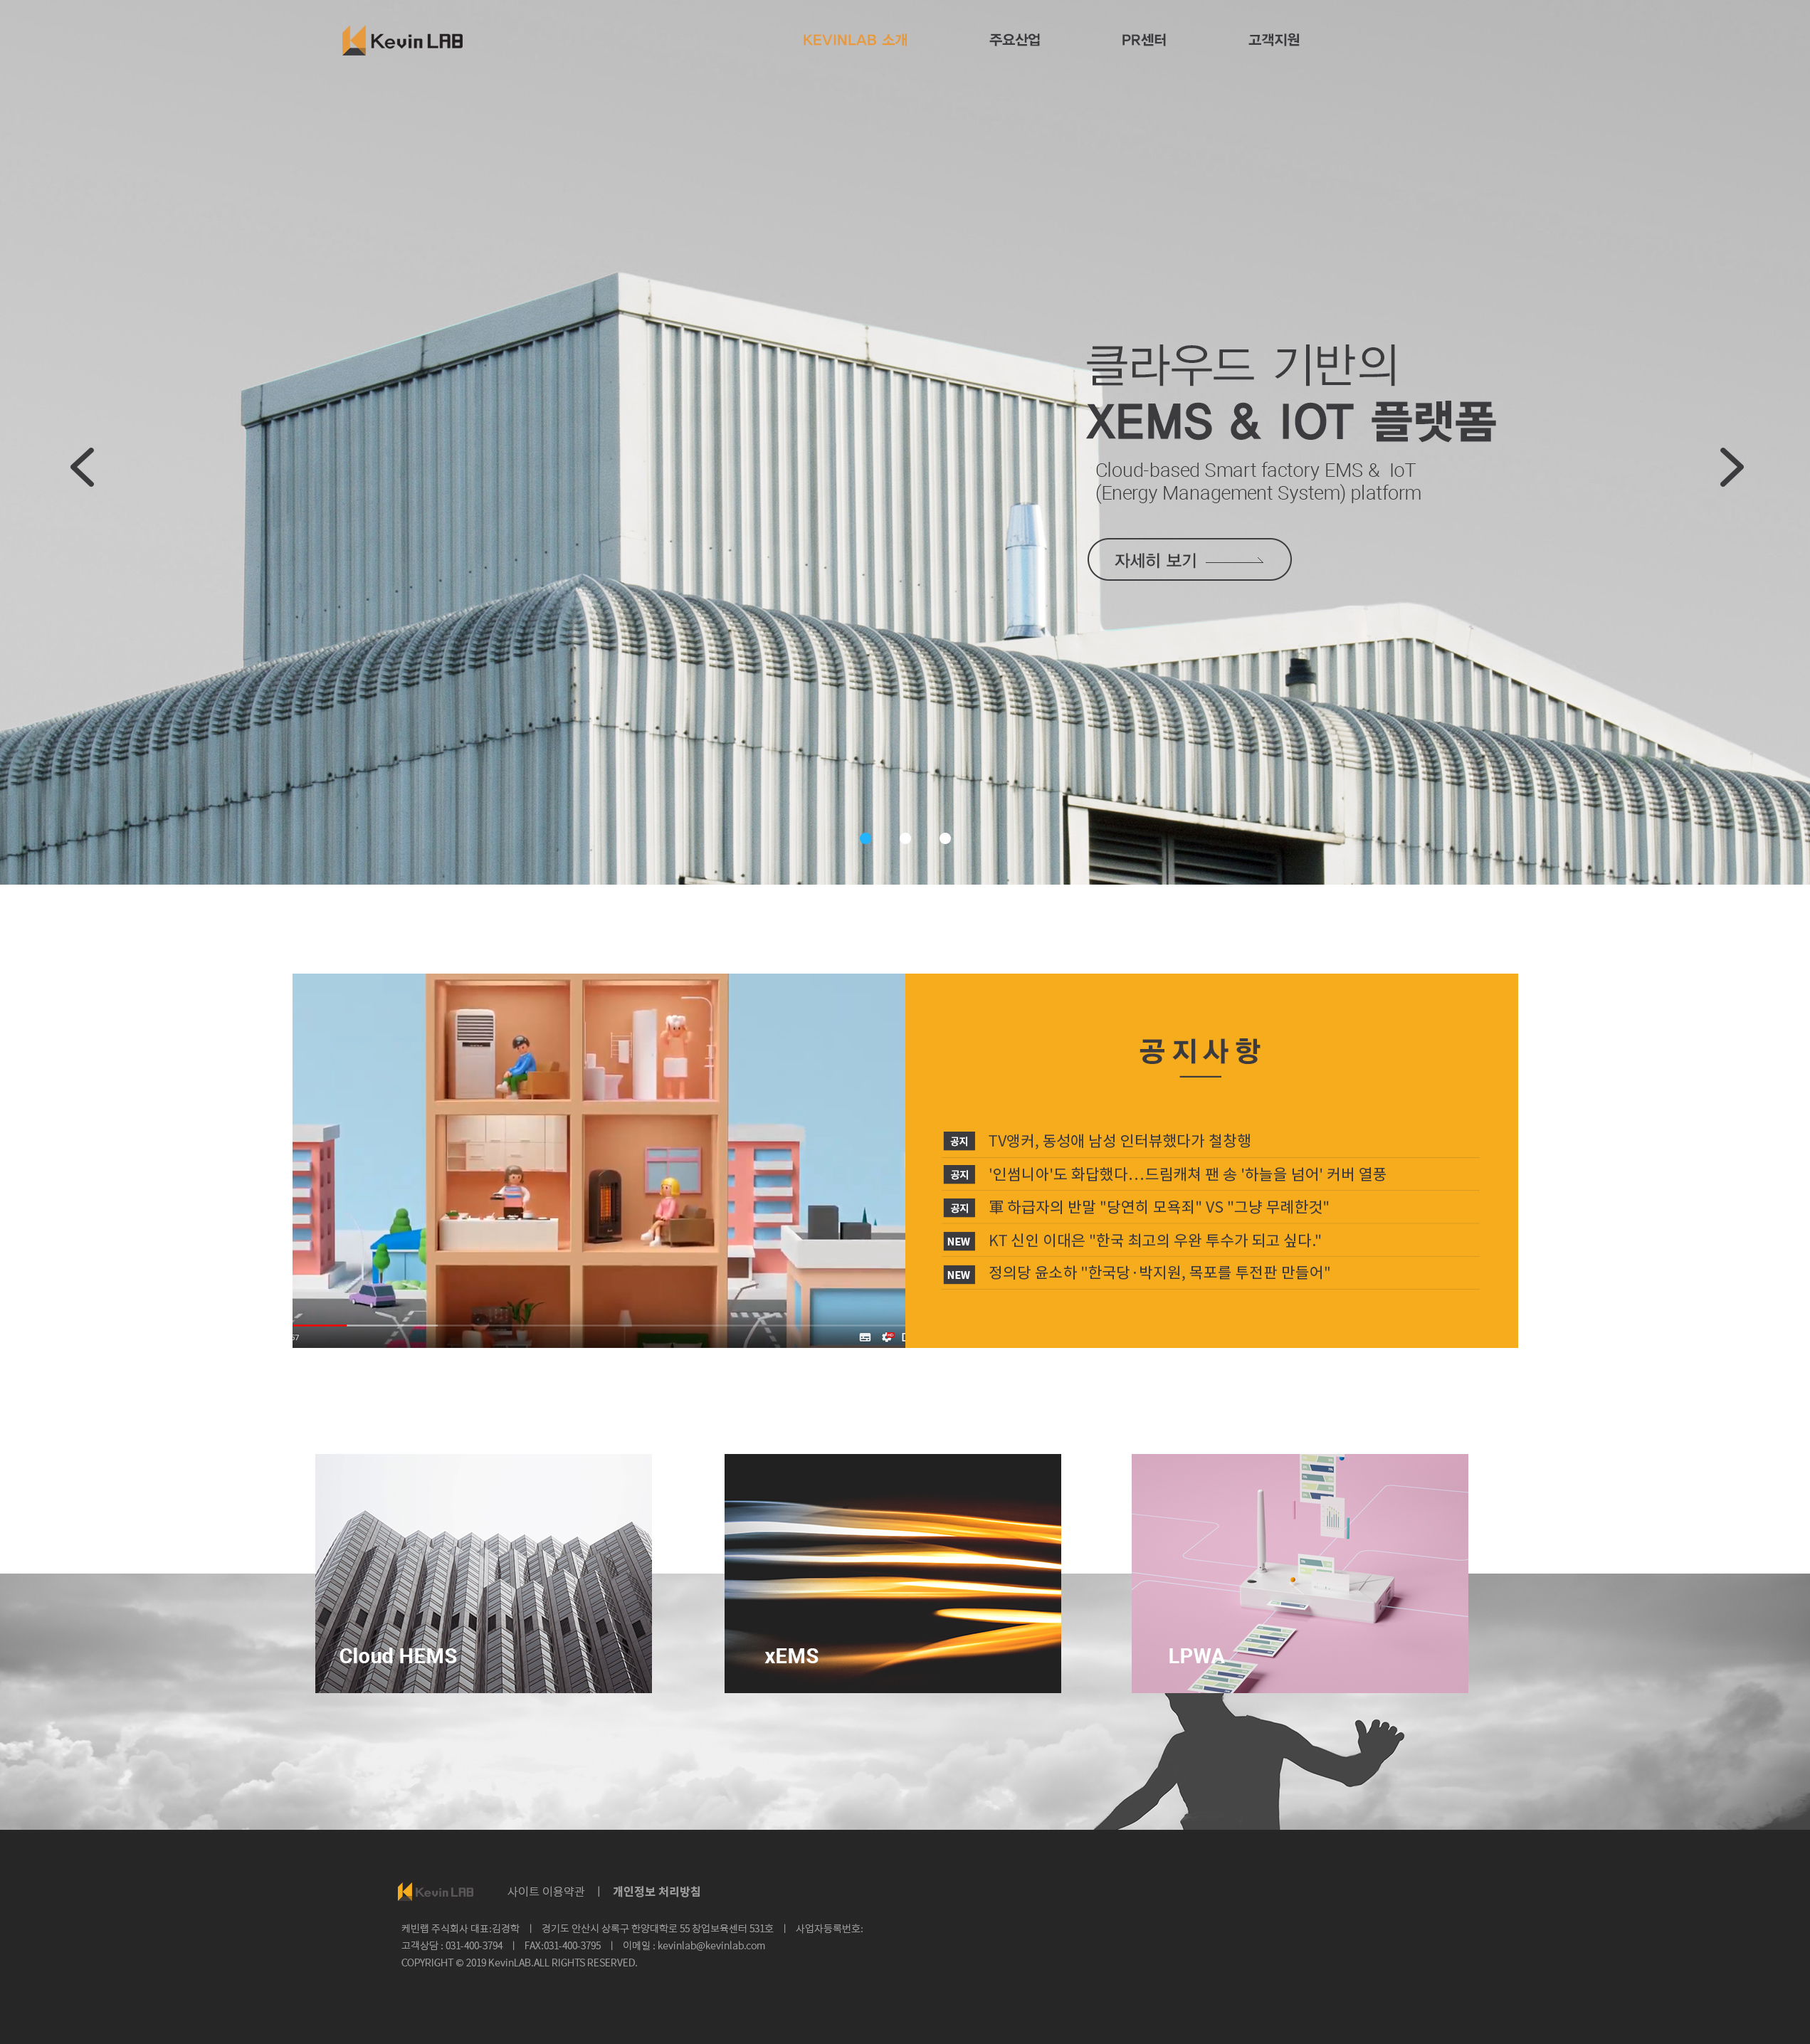 Kevin LAB
KEVINLAB 소개 주요산업 PR센터 고객지원
클라우드 기반의
XEMS & IOT 플랫폼
Cloud-based Smart factory EMS & IoT
(Energy Management System) platform
자세히 보기
공지사항
공지 TV앵커, 동성애 남성 인터뷰했다가 철창행
공지 '인썸니아'도 화답했다...드림캐쳐 팬 송 '하늘을 넘어' 커버 열풍
공지 軍 하급자의 반말 "당연히 모욕죄" VS "그냥 무례한것"
NEW KT 신인 이대은 "한국 최고의 우완 투수가 되고 싶다."
NEW 정의당 윤소하 "한국당·박지원, 목포를 투전판 만들어"
Cloud HEMS
xEMS
LPWA
Kevin LAB 사이트 이용약관 | 개인정보 처리방침
케빈랩 주식회사 대표:김경학 | 경기도 안산시 상록구 한양대학로 55 창업보육센터 531호 | 사업자등록번호:
고객상담 : 031-400-3794 | FAX:031-400-3795 | 이메일 : kevinlab@kevinlab.com
COPYRIGHT © 2019 KevinLAB.ALL RIGHTS RESERVED.